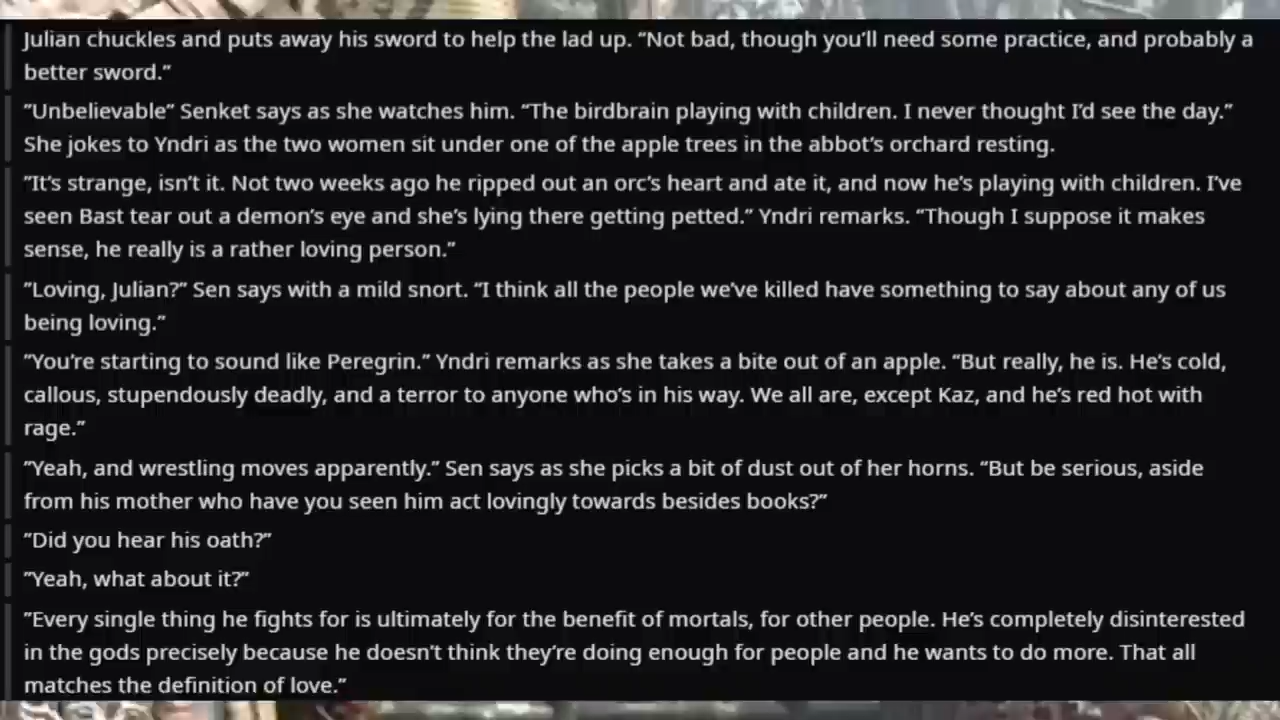 Julian chuckles and puts away his sword to help the lad up. “Not bad, though you’ll need some practice, and probably a
better sword.”
“Unbelievable” Senket says as she watches him. “The birdbrain playing with children. I never thought I’d see the day.”
She jokes to Yndri as the two women sit under one of the apple trees in the abbot’s orchard resting.
“It’s strange, isn’t it. Not two weeks ago he ripped out an orc’s heart and ate it, and now he’s playing with children. I’ve
seen Bast tear out a demon’s eye and she’s lying there getting petted.” Yndri remarks. “Though I suppose it makes
sense, he really is a rather loving person.”
“Loving, Julian?” Sen says with a mild snort. “I think all the people we’ve killed have something to say about any of us
being loving.”
“You’re starting to sound like Peregrin.” Yndri remarks as she takes a bite out of an apple. “But really, he is. He’s cold,
callous, stupendously deadly, and a terror to anyone who’s in his way. We all are, except Kaz, and he’s red hot with
rage.”
“Yeah, and wrestling moves apparently.” Sen says as she picks a bit of dust out of her horns. “But be serious, aside
from his mother who have you seen him act lovingly towards besides books?”
“Did you hear his oath?”
“Yeah, what about it?”
“Every single thing he fights for is ultimately for the benefit of mortals, for other people. He’s completely disinterested
in the gods precisely because he doesn’t think they’re doing enough for people and he wants to do more. That all
matches the definition of love.”